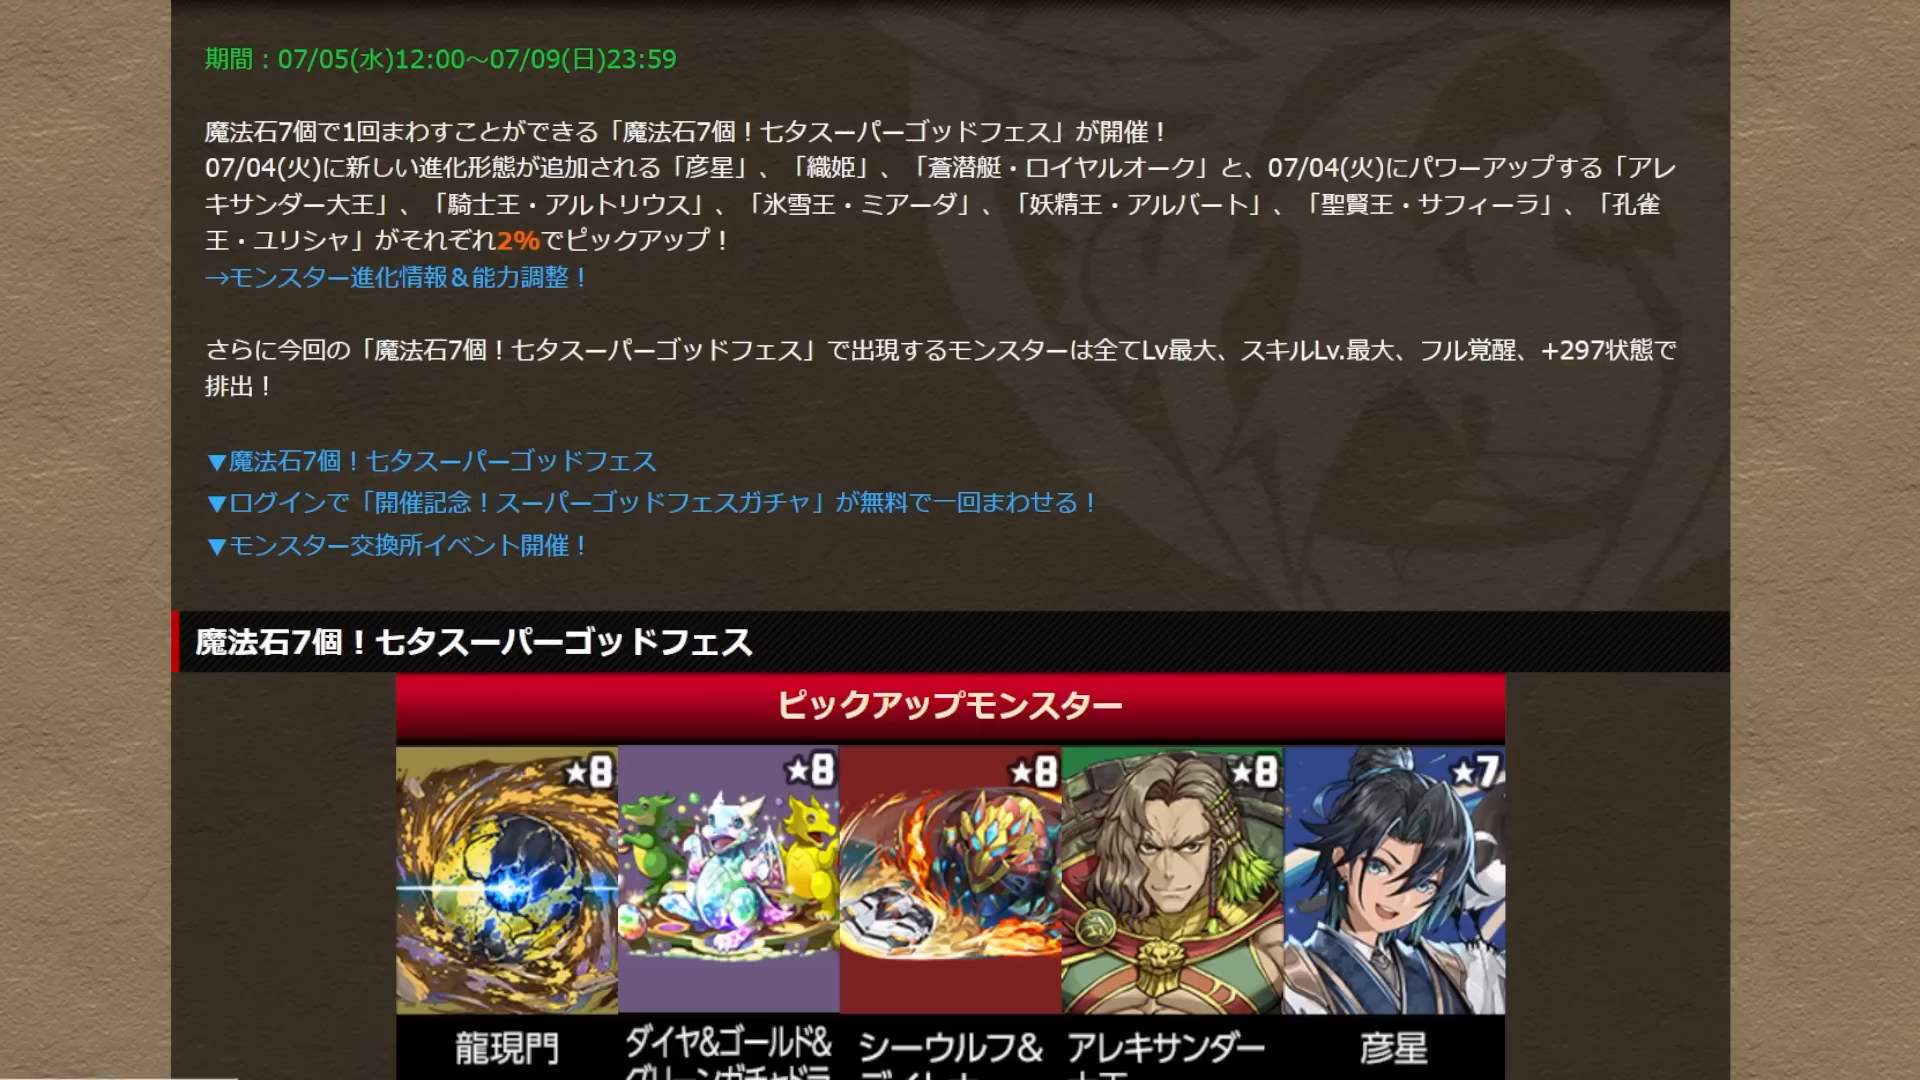 期間：07/05(水)12:00～07/09(日)23:59
魔法石7個で1回まわすことができる「魔法石7個！七夕スーパーゴッドフェス」が開催！
07/04(火)に新しい進化形態が追加される「彦星」、「織姫」、「蒼潜艇・ロイヤルオーク」と、07/04(火)にパワーアップする「アレ
キサンダー大王」、「騎士王・アルトリウス」、「氷雪王・ミアーダ」、「妖精王・アルバート」、「聖賢王・サフィーラ」、「孔雀
王・ユリシャ」がそれぞれ2%でピックアップ！
→モンスター進化情報＆能力調整！
さらに今回の「魔法石7個！七夕スーパーゴッドフェス」で出現するモンスターは全てLv最大、スキルLv.最大、フル覚醒、+297状態で
排出！
▼魔法石7個！七夕スーパーゴッドフェス
▼ログインで「開催記念！スーパーゴッドフェスガチャ」が無料で一回まわせる！
▼モンスター交換所イベント開催！
魔法石7個！七夕スーパーゴッドフェス
ピックアップモンスター
★8 ★8 ★8 ★8 ★7
龍現門 ダイヤ&ゴールド& シーウルフ& アレキサンダー 彦星
グリーンガチャドラ